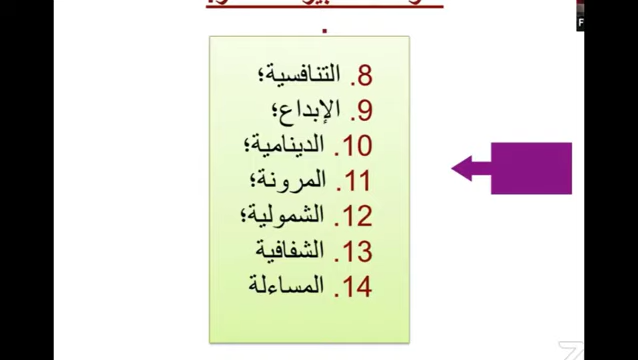 8. التنافسية؛
9. الإبداع؛
10. الدينامية؛
11. المرونة؛
12. الشمولية؛
13. الشفافية
14. المساءلة